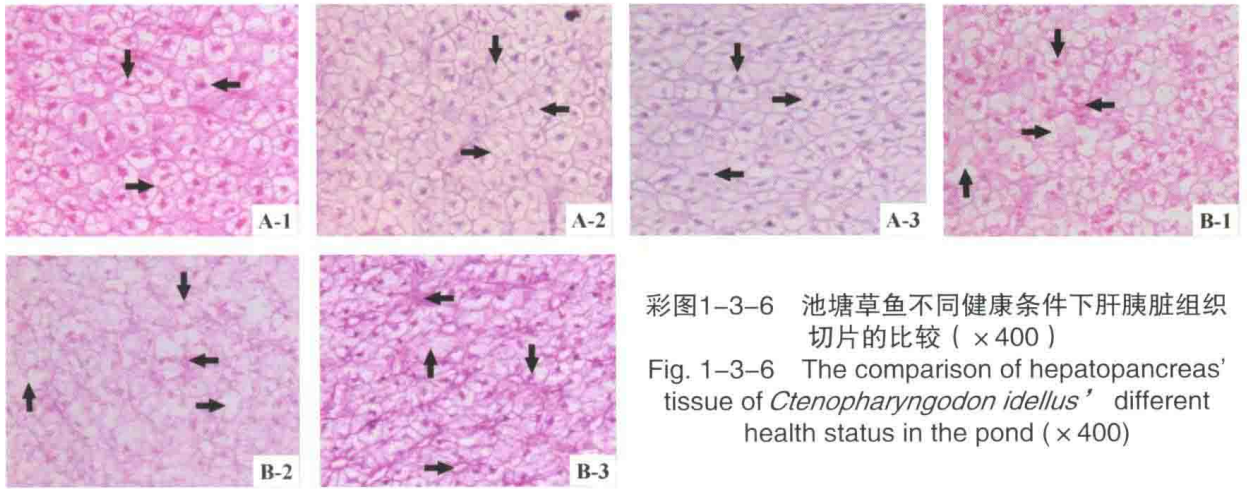 A-1
A-2
A-3
B-1
B-2
B-3
彩图1-3-6 池塘草鱼不同健康条件下肝胰脏组织
切片的比较(×400)
Fig. 1-3-6 The comparison of hepatopancreas'
tissue of Ctenopharyngodon idellus' different
health status in the pond (×400)